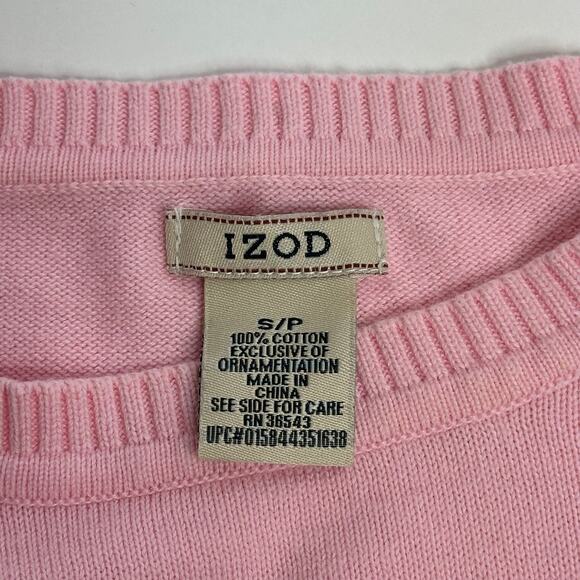 IZOD
S/P
100% COTTON
EXCLUSIVE OF
ORNAMENTATION
MADE IN
CHINA
SEE SIDE FOR CARE
RN 36543
UPC#015844351638